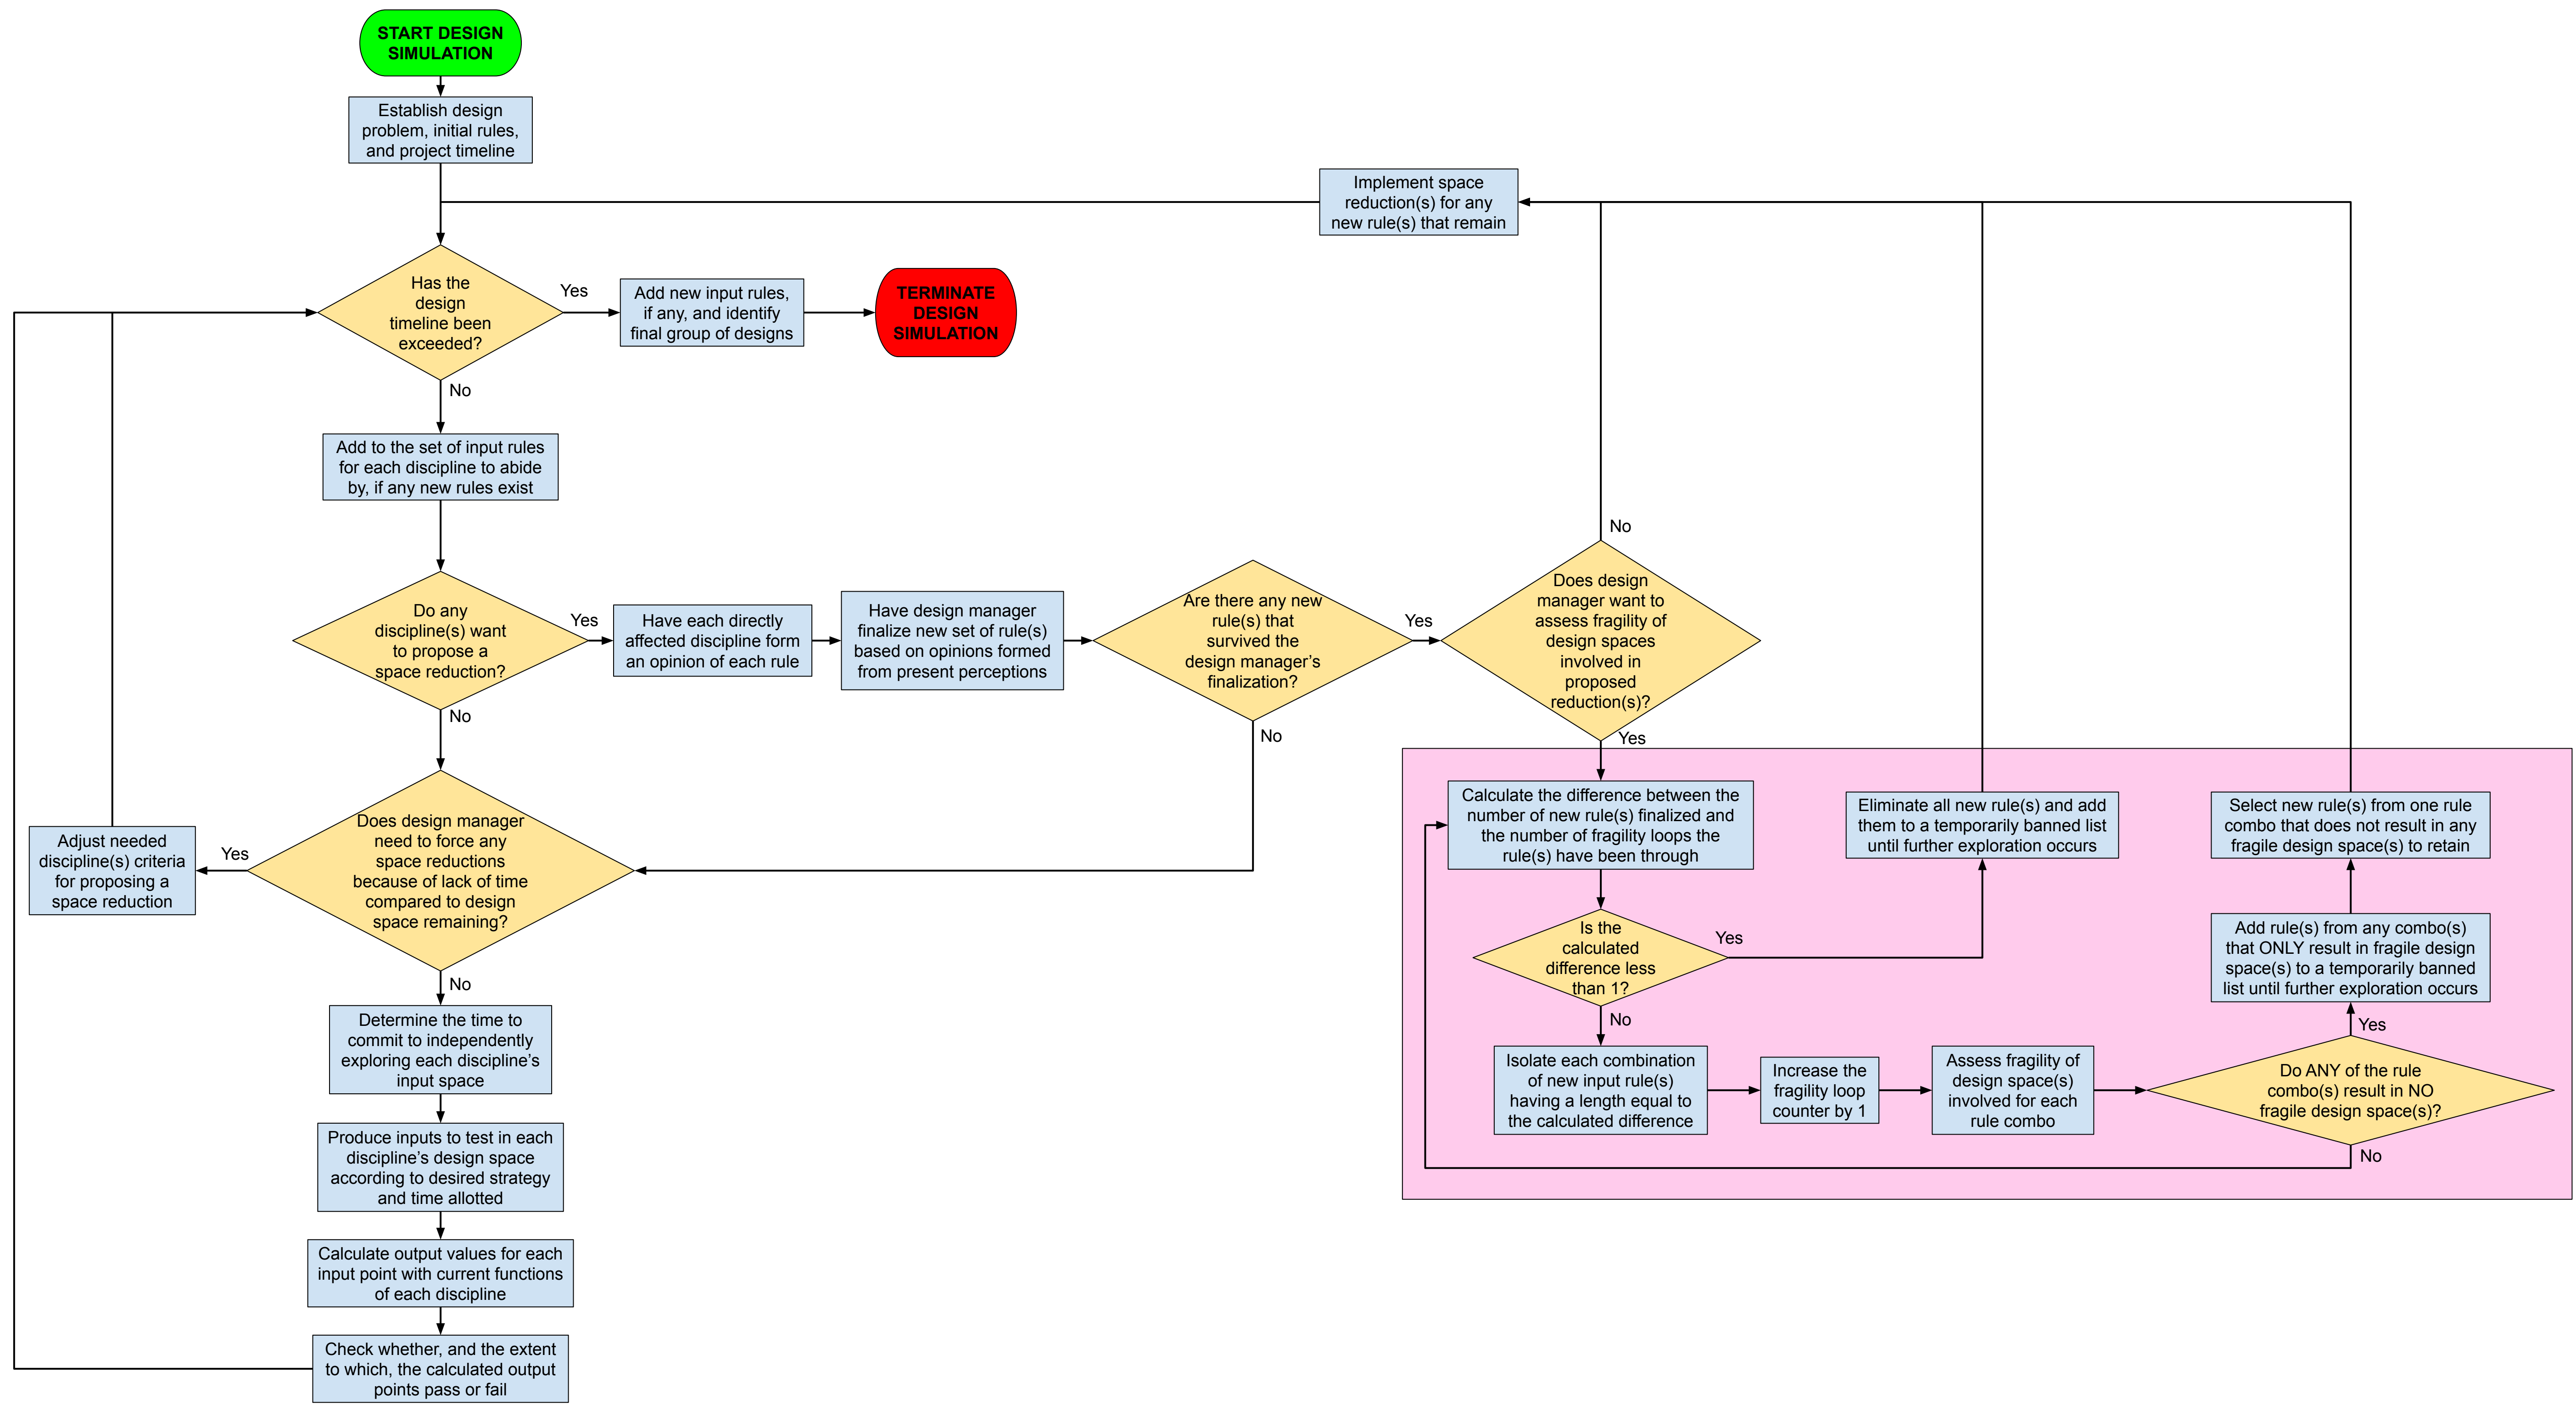 START DESIGN
SIMULATION
Establish design
problem, initial rules,
and project timeline
Implement space
reduction(s) for any
new rule(s) that remain
Has the
design
timeline been
exceeded?
Yes
Add new input rules,
if any, and identify
final group of designs
TERMINATE
DESIGN
SIMULATION
No
Add to the set of input rules
for each discipline to abide
by, if any new rules exist
Do any
discipline(s) want
to propose a
space reduction?
Yes
Have each directly
affected discipline form
an opinion of each rule
Have design manager
finalize new set of rule(s)
based on opinions formed
from present perceptions
Are there any new
rule(s) that
survived the
design manager's
finalization?
Yes
No
Does design
manager want to
assess fragility of
design spaces
involved in
proposed
reduction(s)?
No
Yes
No
Does design manager
need to force any
space reductions
because of lack of time
compared to design
space remaining?
Yes
Adjust needed
discipline(s) criteria
for proposing a
space reduction
No
Determine the time to
commit to independently
exploring each discipline's
input space
Produce inputs to test in each
discipline's design space
according to desired strategy
and time allotted
Calculate output values for each
input point with current functions
of each discipline
Check whether, and the extent
to which, the calculated output
points pass or fail
Calculate the difference between the
number of new rule(s) finalized and
the number of fragility loops the
rule(s) have been through
Is the
calculated
difference less
than 1?
Yes
Eliminate all new rule(s) and add
them to a temporarily banned list
until further exploration occurs
No
Isolate each combination
of new input rule(s)
having a length equal to
the calculated difference
Increase the
fragility loop
counter by 1
Assess fragility of
design space(s)
involved for each
rule combo
Do ANY of the rule
combo(s) result in NO
fragile design space(s)?
Yes
No
Add rule(s) from any combo(s)
that ONLY result in fragile design
space(s) to a temporarily banned
list until further exploration occurs
Select new rule(s) from one rule
combo that does not result in any
fragile design space(s) to retain